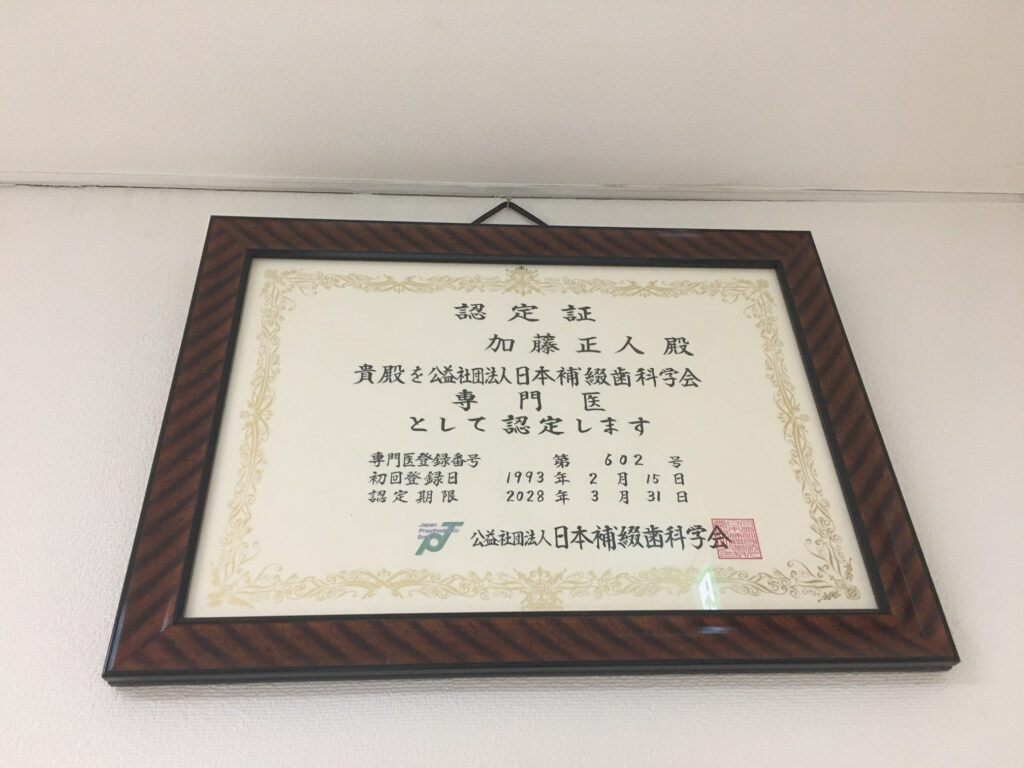 認定証
加藤正人殿
貴殿を公益社団法人日本補綴歯科学会
専門医
として認定します
専門医登録番号 第 602 号
初回登録日 1993 年 2 月 15 日
認定期限 2028 年 3 月 31 日
Japan
公益社団法人日本補綴歯科学会